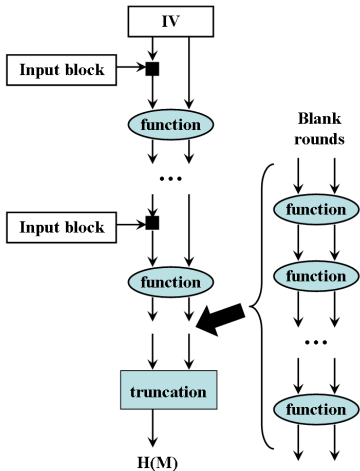 IV
Input block
function
...
Input block
function
truncation
H(M)
Blank
rounds
function
function
...
function